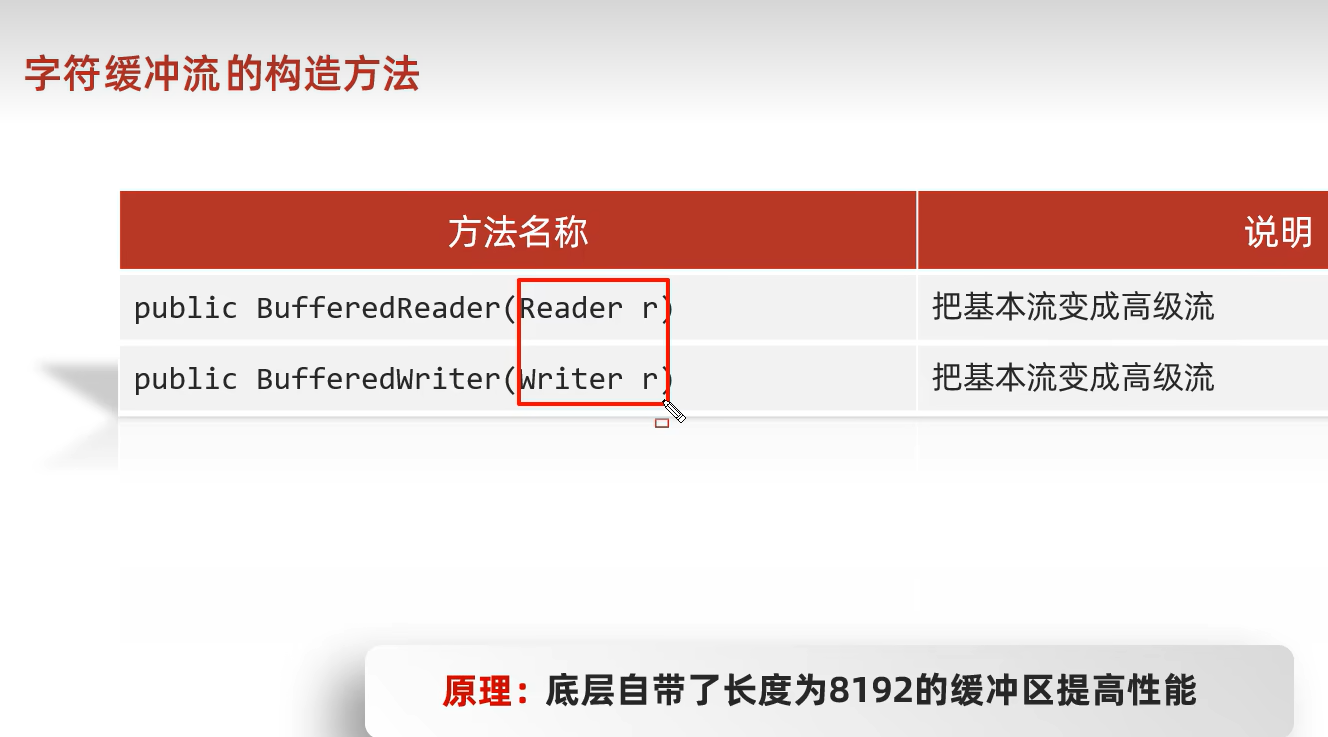 字符缓冲流的构造方法
方法名称 说明
public BufferedReader(Reader r) 把基本流变成高级流
public BufferedWriter(Writer r) 把基本流变成高级流
原理：底层自带了长度为8192的缓冲区提高性能